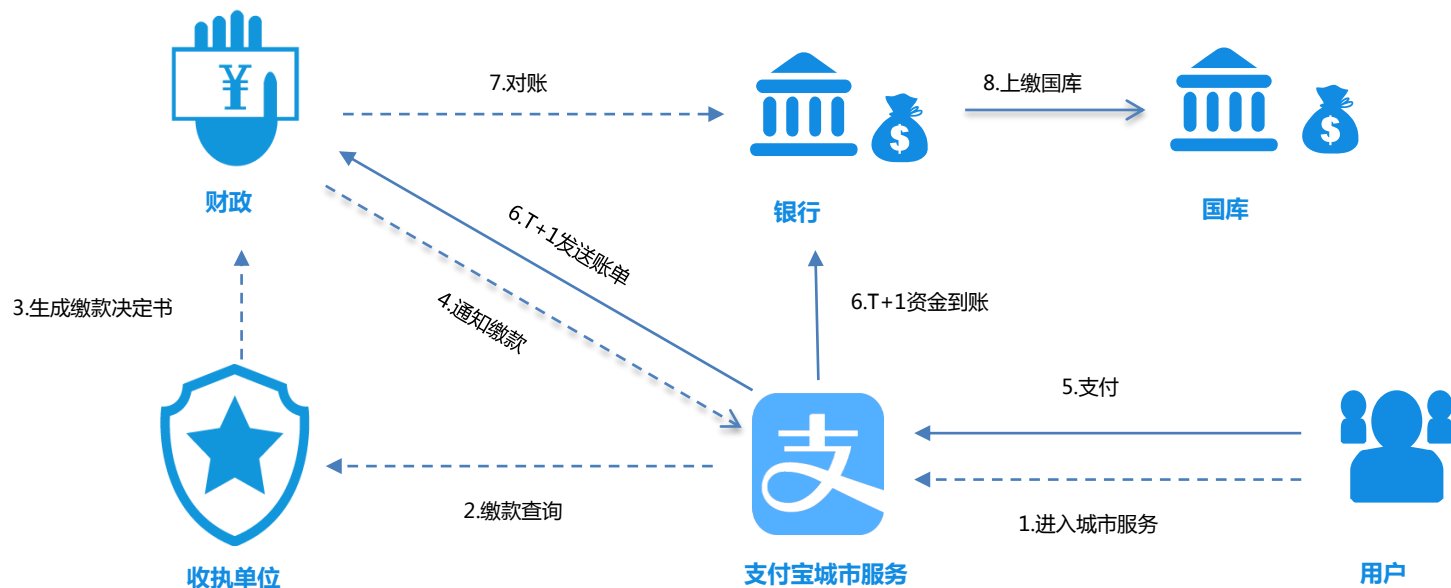 ¥
7.对账
8.上缴国库
$
$
财政
银行
国库
6.T+1发送账单
4.通知缴款
3.生成缴款决定书
6.T+1资金到账
5.支付
支
2.缴款查询
1.进入城市服务
收执单位
支付宝城市服务
用户